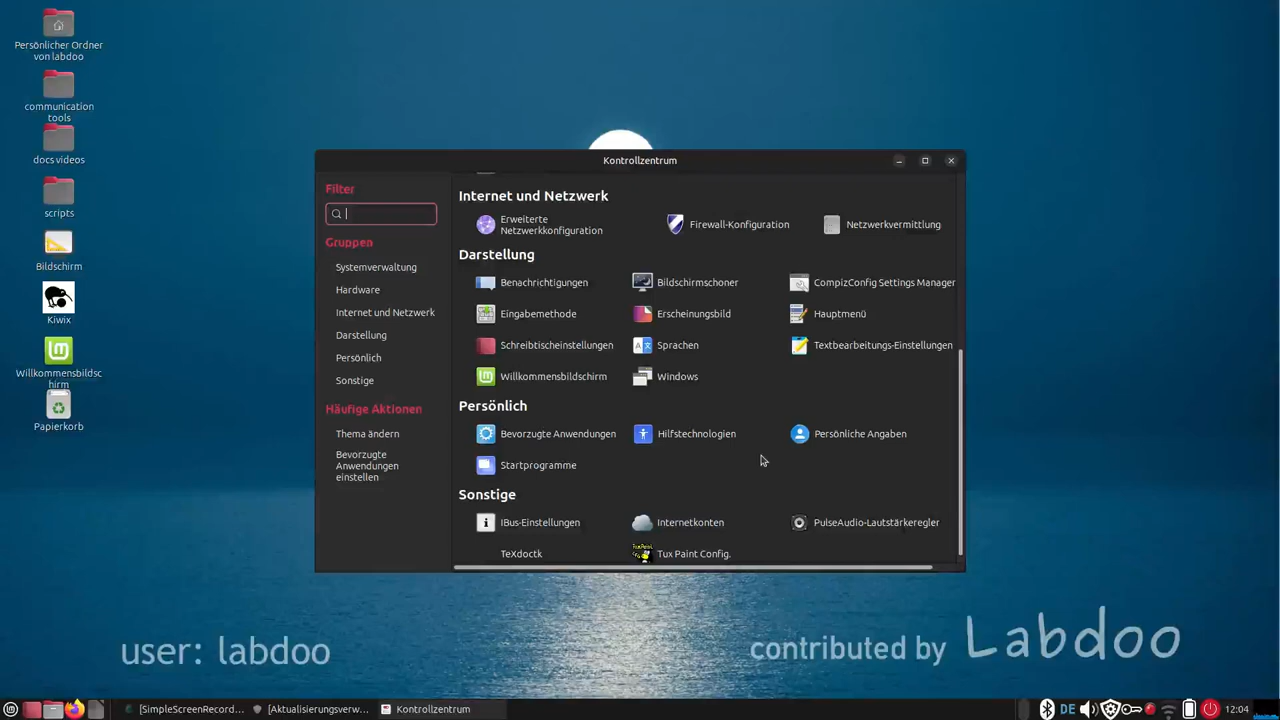 Persönlicher Ordner
von labdoo
communication
tools
docs videos
scripts
Bildschirm
Kiwix
Willkommensbildsc
hirm
Papierkorb
Kontrollzentrum
Filter
Gruppen
Systemverwaltung
Hardware
Internet und Netzwerk
Darstellung
Persönlich
Sonstige
Häufige Aktionen
Thema ändern
Bevorzugte
Anwendungen
einstellen
Internet und Netzwerk
Erweiterte
Netzwerkkonfiguration
Firewall-Konfiguration
Netzwerkvermittlung
Darstellung
Benachrichtigungen
Bildschirmschoner
CompizConfig Settings Manager
Eingabemethode
Erscheinungsbild
Hauptmenü
Schreibtischeinstellungen
Sprachen
Textbearbeitungs-Einstellungen
Willkommensbildschirm
Windows
Persönlich
Bevorzugte Anwendungen
Hilfstechnologien
Persönliche Angaben
Startprogramme
Sonstige
IBus-Einstellungen
Internetkonten
PulseAudio-Lautstärkeregler
TeXdoctk
Tux Paint Config.
user: labdoo
contributed by Labdoo
[SimpleScreenRecord...
[Aktualisierungsverw...
Kontrollzentrum
DE
12:04